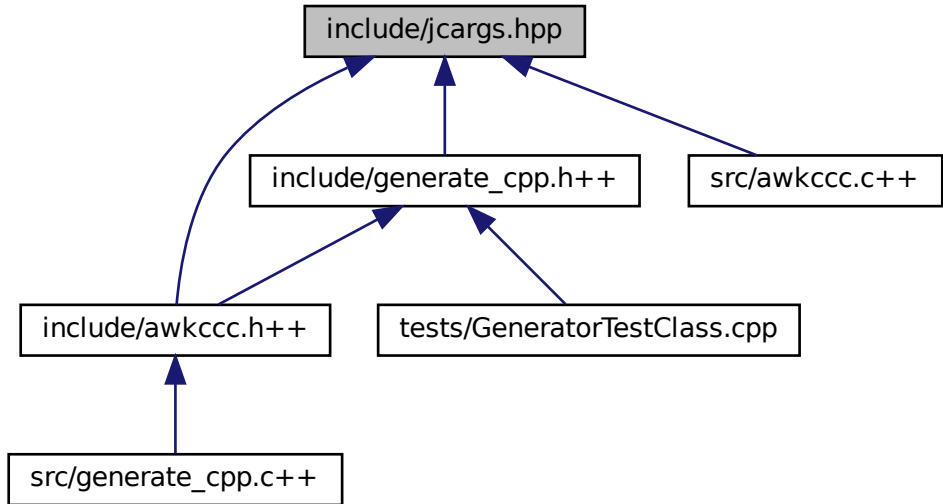 include/jcargs.hpp
include/generate_cpp.h++
src/awkccc.c++
include/awkccc.h++
tests/GeneratorTestClass.cpp
src/generate_cpp.c++